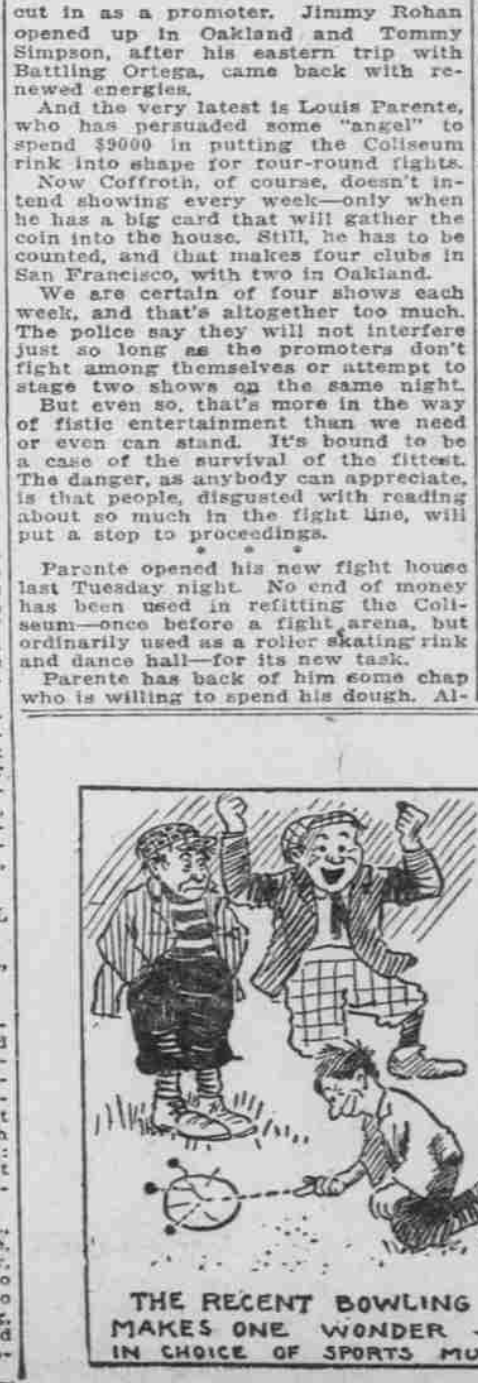 cut in as a promoter. Jimmy Rohan
opened up in Oakland and Tommy
Simpson, after his eastern trip with
Battling Ortega, came back with re-
newed energies.
And the very latest is Louis Parente,
who has persuaded some "angel" to
spend $9000 in putting the Coliseum
rink into shape for four-round fights.
Now Coffroth, of course, doesn't in-
tend showing every week—only when
he has a big card that will gather the
coin into the house. Still, he has to be
counted, and that makes four clubs in
San Francisco, with two in Oakland.
We are certain of four shows each
week, and that's altogether too much.
The police say they will not interfere
just so long as the promoters don't
fight among themselves or attempt to
stage two shows on the same night.
But even so, that's more in the way
of fistic entertainment than we need
or even can stand. It's bound to be
a case of the survival of the fittest.
The danger, as anybody can appreciate,
is that people, disgusted with reading
about so much in the fight line, will
put a stop to proceedings.
* * *
Parente opened his new fight house
last Tuesday night. No end of money
has been used in refitting the Coli-
seum—once before a fight arena, but
ordinarily used as a roller skating rink
and dance hall—for its new task.
Parente has back of him some chap
who is willing to spend his dough. Al-
THE RECENT BOWLING
MAKES ONE WONDER
IN CHOICE OF SPORTS MU